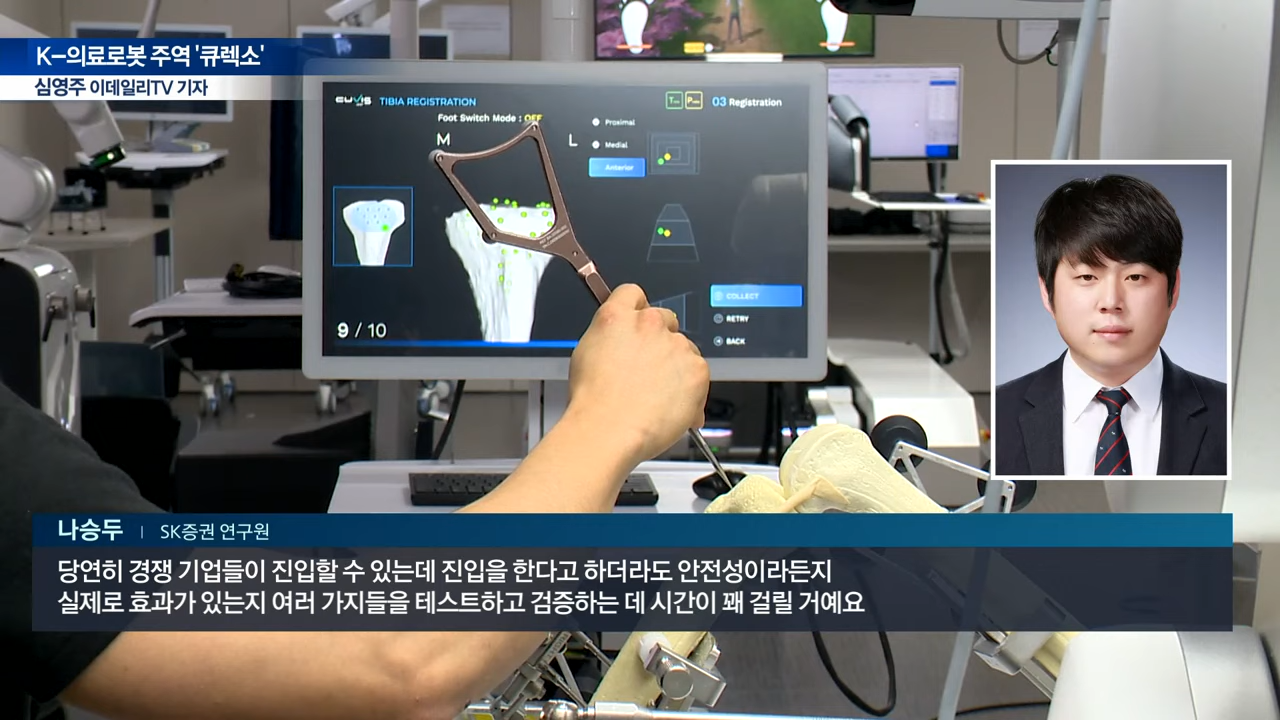 K-의료로봇 주역 '큐렉소'
심영주 이데일리TV 기자
CUVIS TIBIA REGISTRATION
03 Registration
Foot Switch Mode : OFF
M
L
Proximal
Medial
Anterior
COLLECT
RETRY
BACK
9 / 10
나승두 | SK증권 연구원
당연히 경쟁 기업들이 진입할 수 있는데 진입을 한다고 하더라도 안전성이라든지
실제로 효과가 있는지 여러 가지들을 테스트하고 검증하는 데 시간이 꽤 걸릴 거예요